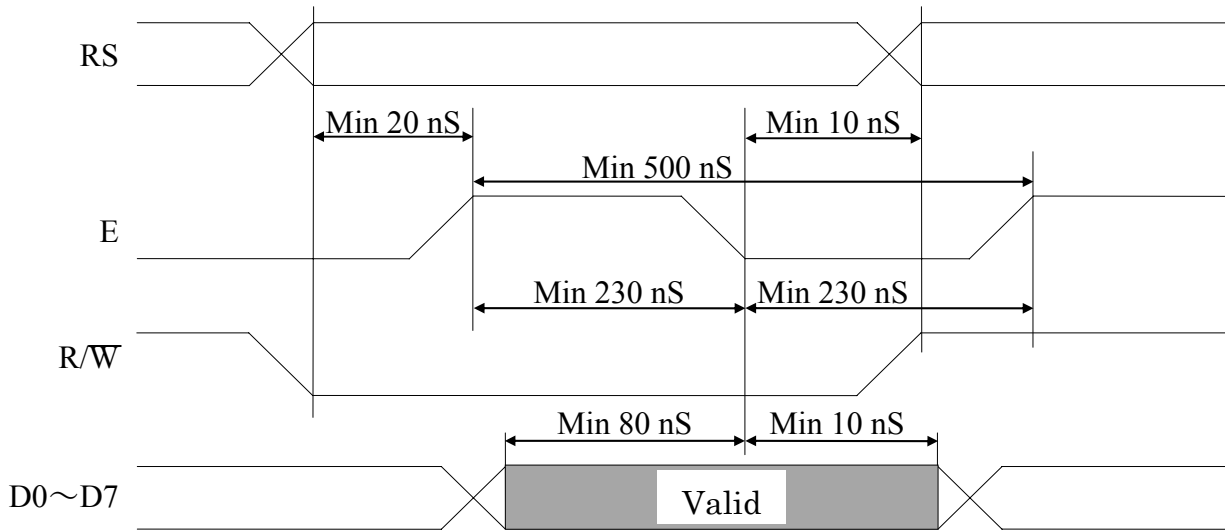 RS
Min 20 nS
Min 10 nS
Min 500 nS
E
Min 230 nS
Min 230 nS
R/W̅
Min 80 nS
Min 10 nS
D0～D7
Valid